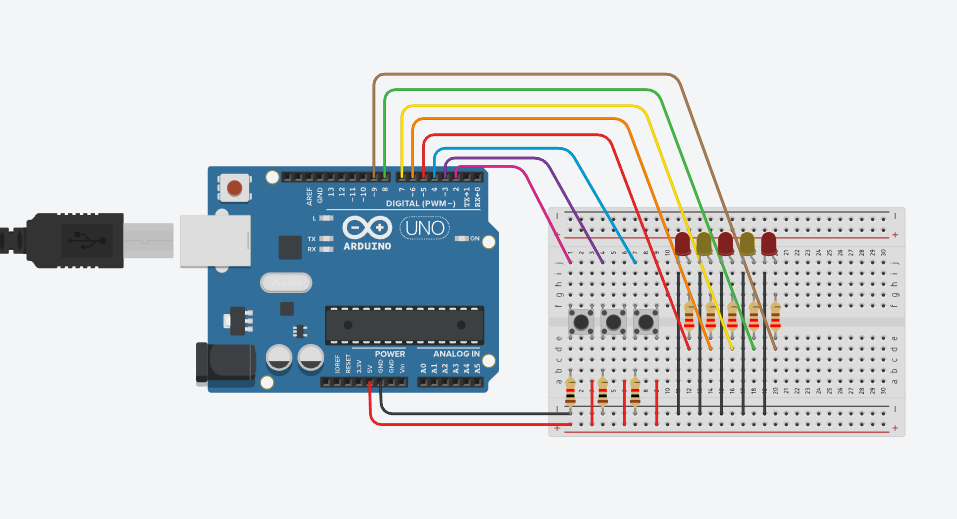 AREF
GND
13
12
~11
~10
~9
8
7
~6
~5
4
~3
2
TX→1
RX←0
DIGITAL (PWM~)
L
TX
RX
ARDUINO
UNO
ON
POWER
ANALOG IN
IOREF
RESET
3.3V
5V
GND
GND
Vin
A0
A1
A2
A3
A4
A5